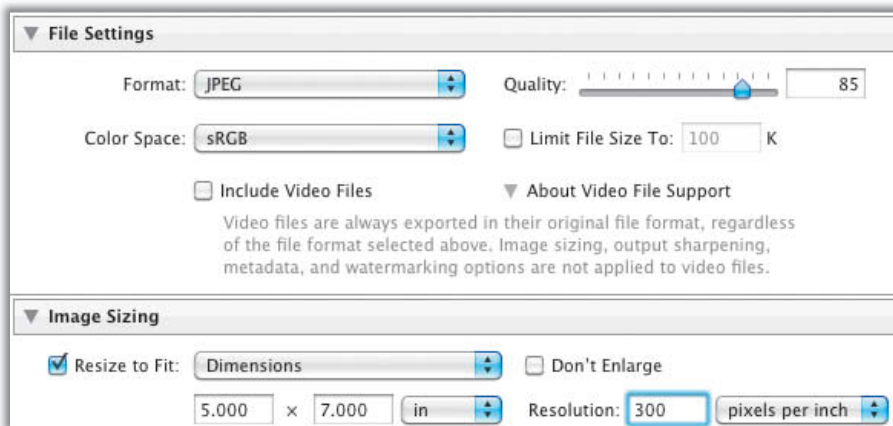 File Settings
Format: JPEG Quality: 85
Color Space: sRGB Limit File Size To: 100 K
Include Video Files About Video File Support
Video files are always exported in their original file format, regardless
of the file format selected above. Image sizing, output sharpening,
metadata, and watermarking options are not applied to video files.
Image Sizing
Resize to Fit: Dimensions Don't Enlarge
5.000 × 7.000 in Resolution: 300 pixels per inch